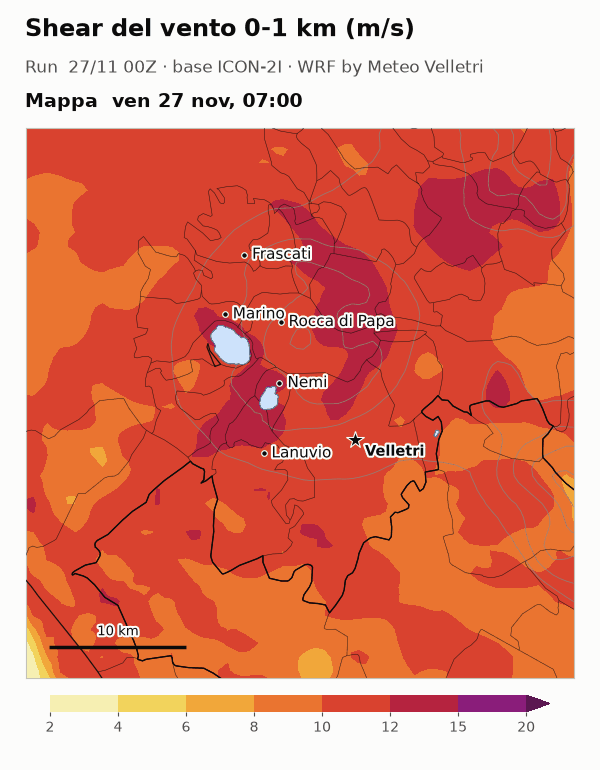 Shear del vento 0-1 km (m/s)
Run  27/11 00Z · base ICON-2I · WRF by Meteo Velletri
Mappa  ven 27 nov, 07:00
Frascati
Marino
Rocca di Papa
Nemi
Velletri
Lanuvio
10 km
2 4 6 8 10 12 15 20